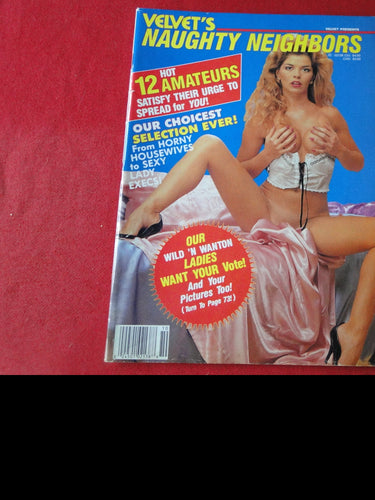 VELVET'S
VELVET PRESENTS
NAUGHTY NEIGHBORS
HOT
12 AMATEURS
SATISFY THEIR URGE TO
SPREAD for YOU!
OUR CHOICEST
SELECTION EVER!
From HORNY
HOUSEWIVES
to SEXY
LADY
EXECS!
OUR
WILD 'N WANTON
LADIES
WANT YOUR Vote!
And Your
Pictures Too!
(Turn To Page 73!)
10